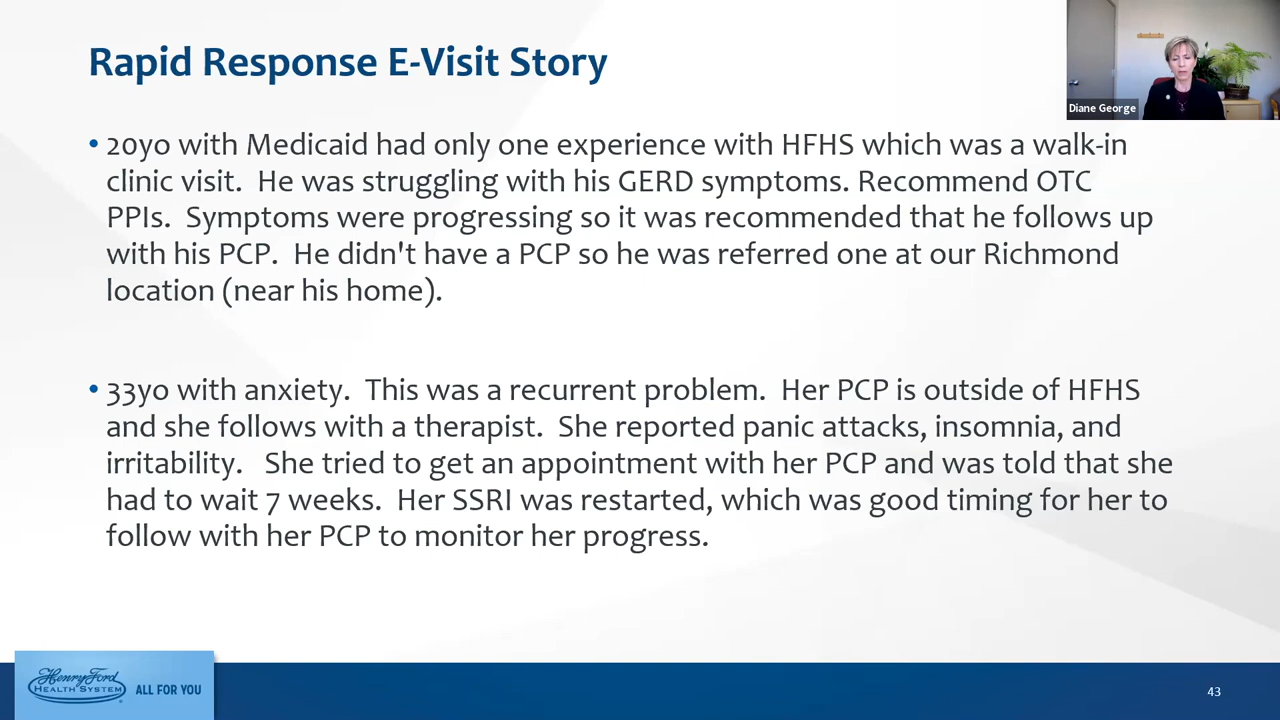 Rapid Response E-Visit Story
Diane George
• 20yo with Medicaid had only one experience with HFHS which was a walk-in
clinic visit.  He was struggling with his GERD symptoms. Recommend OTC
PPIs.  Symptoms were progressing so it was recommended that he follows up
with his PCP.  He didn't have a PCP so he was referred one at our Richmond
location (near his home).
• 33yo with anxiety.  This was a recurrent problem.  Her PCP is outside of HFHS
and she follows with a therapist.  She reported panic attacks, insomnia, and
irritability.   She tried to get an appointment with her PCP and was told that she
had to wait 7 weeks.  Her SSRI was restarted, which was good timing for her to
follow with her PCP to monitor her progress.
Henry Ford
HEALTH SYSTEM
ALL FOR YOU
43